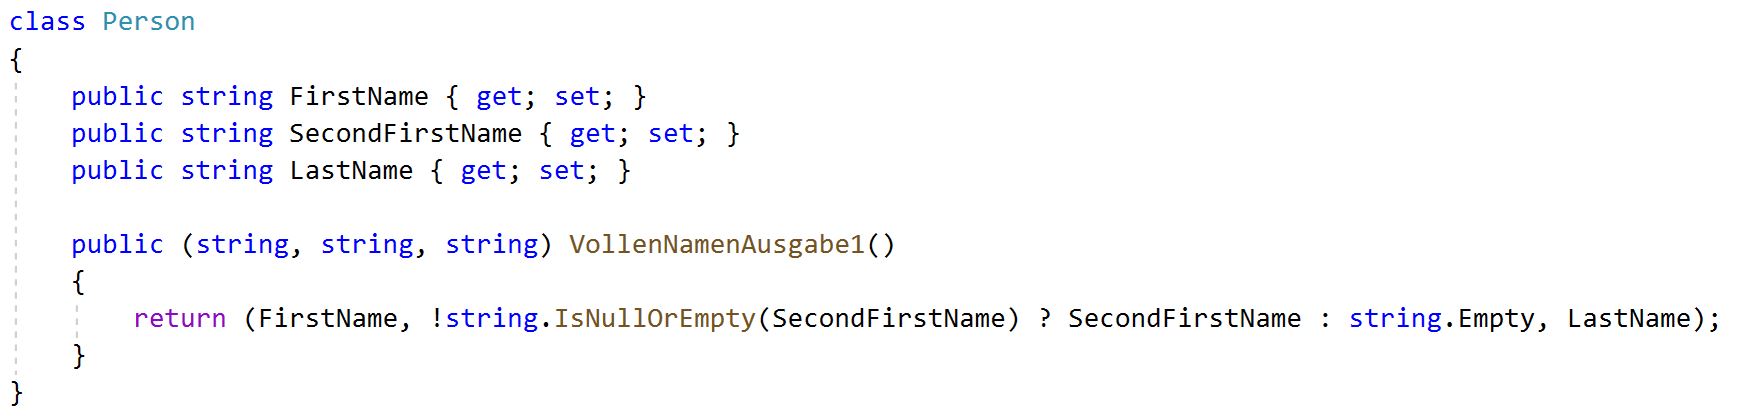 class Person
{
    public string FirstName { get; set; }
    public string SecondFirstName { get; set; }
    public string LastName { get; set; }

    public (string, string, string) VollenNamenAusgabe1()
    {
        return (FirstName, !string.IsNullOrEmpty(SecondFirstName) ? SecondFirstName : string.Empty, LastName);
    }
}